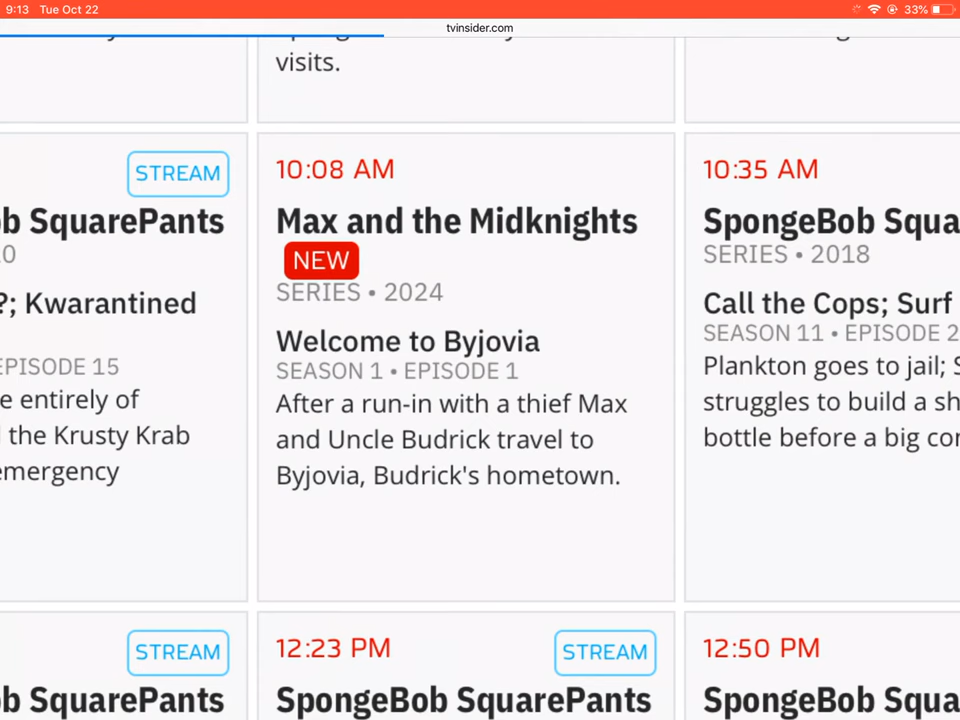 9:13 Tue Oct 22
33%
tvinsider.com
visits.
STREAM
SquarePants
?; Kwarantined
EPISODE 15
entirely of
the Krusty Krab
emergency
10:08 AM
Max and the Midknights
NEW
SERIES • 2024
Welcome to Byjovia
SEASON 1 • EPISODE 1
After a run-in with a thief Max
and Uncle Budrick travel to
Byjovia, Budrick's hometown.
10:35 AM
SpongeBob Squa
SERIES • 2018
Call the Cops; Surf
SEASON 11 • EPISODE 2
Plankton goes to jail; S
struggles to build a sh
bottle before a big co
STREAM
SquarePants
12:23 PM
STREAM
SpongeBob SquarePants
12:50 PM
SpongeBob Squa